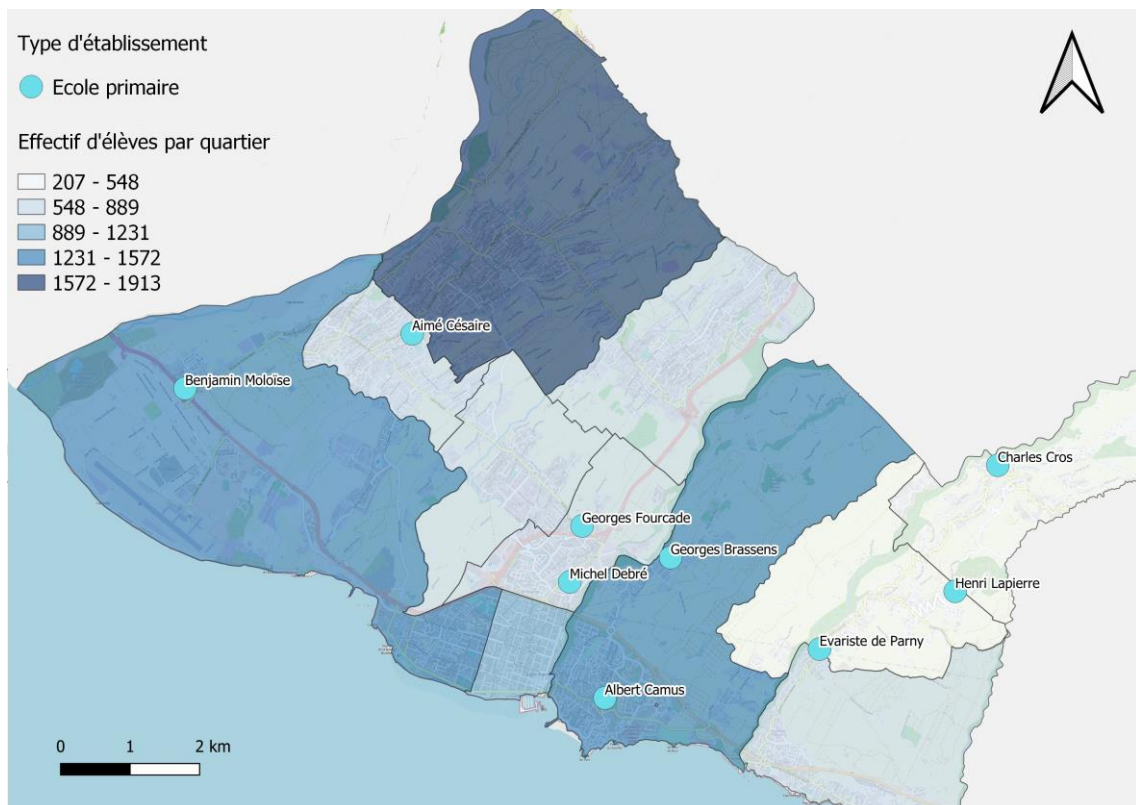 Type d'établissement
Ecole primaire
Effectif d'élèves par quartier
207 - 548
548 - 889
889 - 1231
1231 - 1572
1572 - 1913
Aimé Césaire
Benjamin Moloïse
Charles Cros
Georges Fourcade
Georges Brassens
Michel Debré
Henri Lapierre
Evariste de Parny
Albert Camus
0 1 2 km